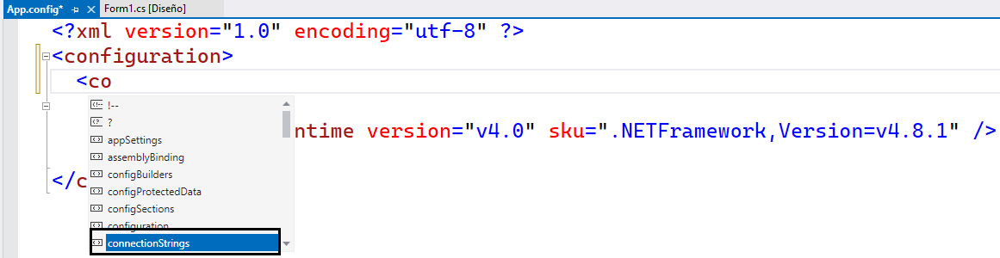 App.config* Form1.cs [Diseño]
<?xml version="1.0" encoding="utf-8" ?>
<configuration>
<co
!--
?
appSettings
ntime version="v4.0" sku=".NETFramework,Version=v4.8.1" />
assemblyBinding
configBuilders
</c
configProtectedData
configSections
configuration
connectionStrings